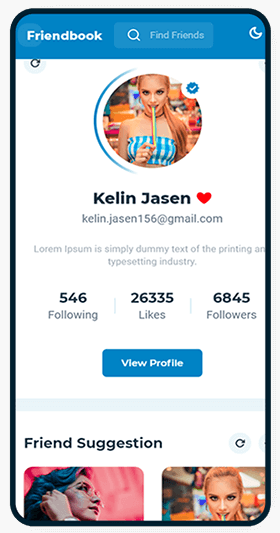 Friendbook
Find Friends
Kelin Jasen
kelin.jasen156@gmail.com
Lorem Ipsum is simply dummy text of the printing an
typesetting industry.
546 26335 6845
Following Likes Followers
View Profile
Friend Suggestion